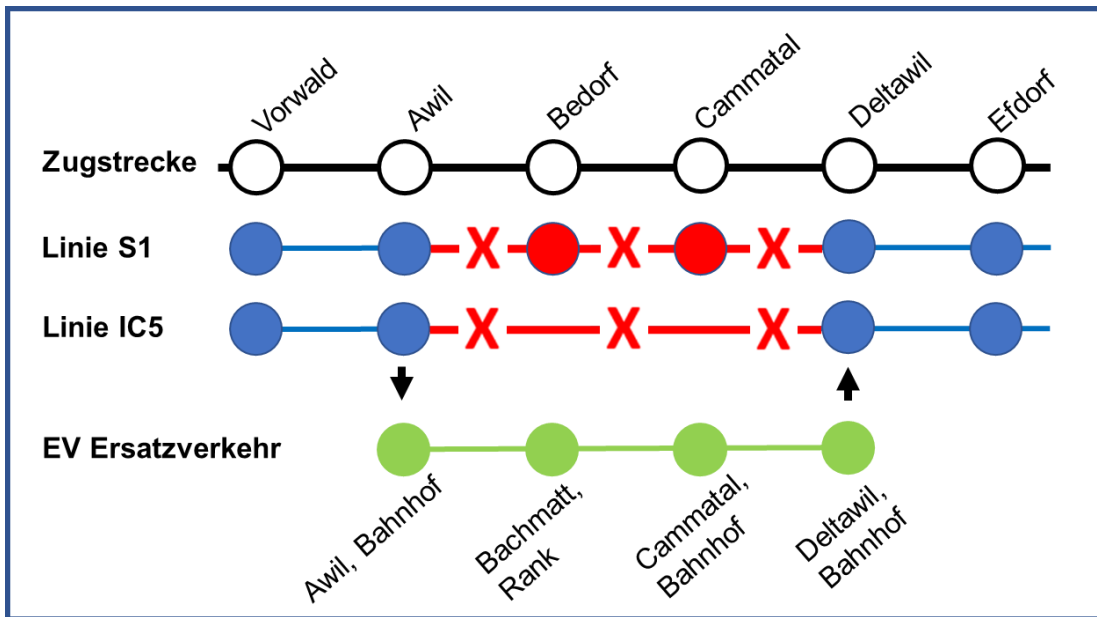 Vorwald
Awil
Bedorf
Cammatal
Deltawil
Efdorf
Zugstrecke
Linie S1
X X X
Linie IC5
X X X
EV Ersatzverkehr
Awil, Bahnhof
Bachmatt,
Rank
Cammatal,
Bahnhof
Deltawil,
Bahnhof